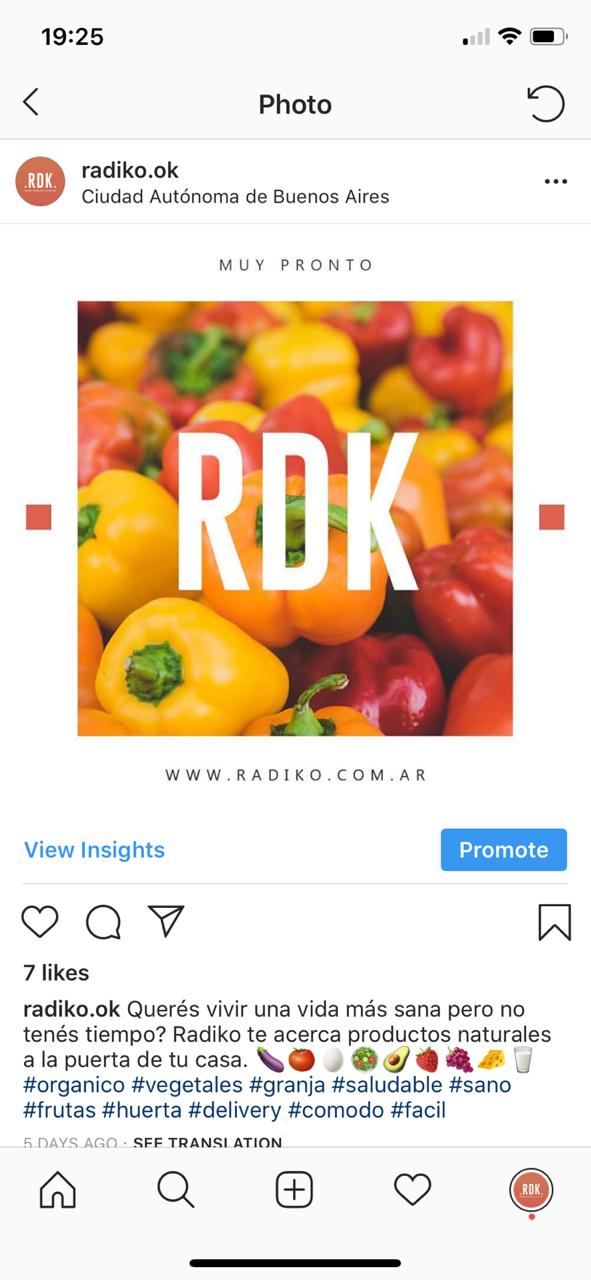 19:25
Photo
.RDK.
radiko.ok
Ciudad Autónoma de Buenos Aires
MUY PRONTO
RDK
WWW.RADIKO.COM.AR
View Insights
Promote
7 likes
radiko.ok Querés vivir una vida más sana pero no
tenés tiempo? Radiko te acerca productos naturales
a la puerta de tu casa. 🍆🍅🥚🥗🥑🍓🍇🧀🥛
#organico #vegetales #granja #saludable #sano
#frutas #huerta #delivery #comodo #facil
5 DAYS AGO · SEE TRANSLATION
.RDK.